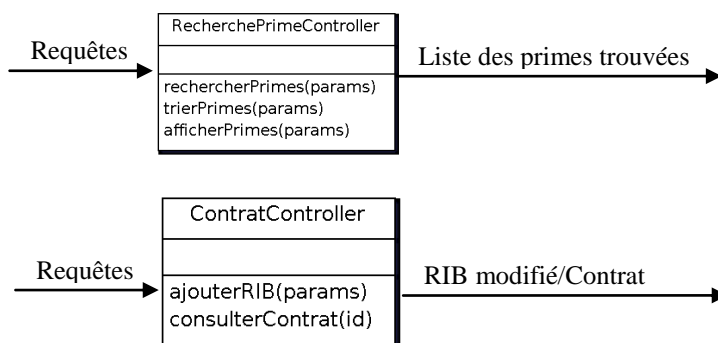 RecherchePrimeController
Requêtes
Liste des primes trouvées
rechercherPrimes(params)
trierPrimes(params)
afficherPrimes(params)
ContratController
Requêtes
RIB modifié/Contrat
ajouterRIB(params)
consulterContrat(id)